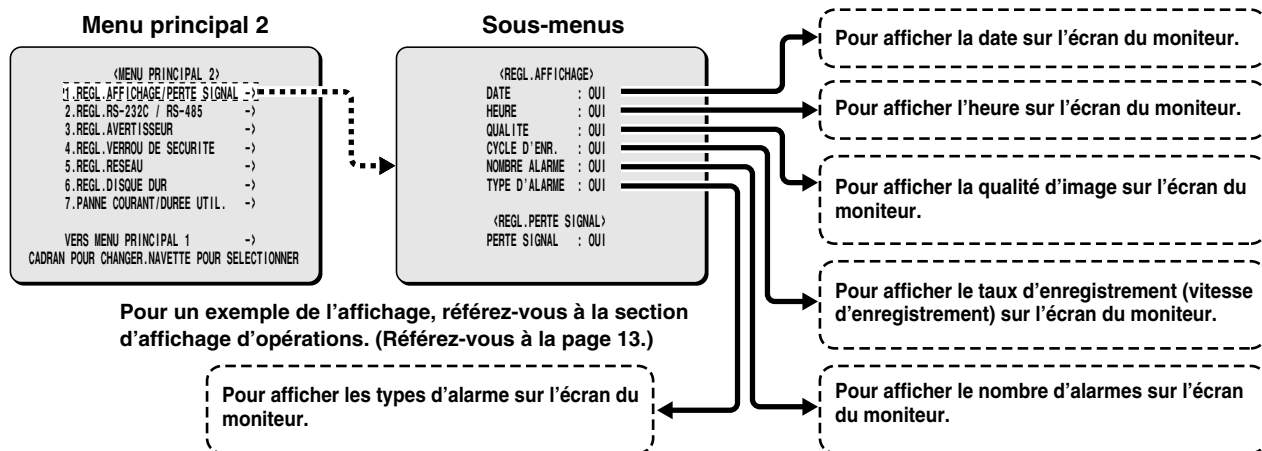 Menu principal 2
<MENU PRINCIPAL 2>
1.REGL.AFFICHAGE/PERTE SIGNAL ->
2.REGL.RS-232C / RS-485 ->
3.REGL.AVERTISSEUR ->
4.REGL.VERROU DE SECURITE ->
5.REGL.RESEAU ->
6.REGL.DISQUE DUR ->
7.PANNE COURANT/DUREE UTIL. ->
VERS MENU PRINCIPAL 1 ->
CADRAN POUR CHANGER.NAVETTE POUR SELECTIONNER
Sous-menus
<REGL.AFFICHAGE>
DATE : OUI
HEURE : OUI
QUALITE : OUI
CYCLE D'ENR. : OUI
NOMBRE ALARME : OUI
TYPE D'ALARME : OUI
<REGL.PERTE SIGNAL>
PERTE SIGNAL : OUI
Pour afficher la date sur l’écran du moniteur.
Pour afficher l’heure sur l’écran du moniteur.
Pour afficher la qualité d’image sur l’écran du
moniteur.
Pour afficher le taux d’enregistrement (vitesse
d’enregistrement) sur l’écran du moniteur.
Pour afficher le nombre d’alarmes sur l’écran
du moniteur.
Pour un exemple de l’affichage, référez-vous à la section
d’affichage d’opérations. (Référez-vous à la page 13.)
Pour afficher les types d’alarme sur l’écran du
moniteur.